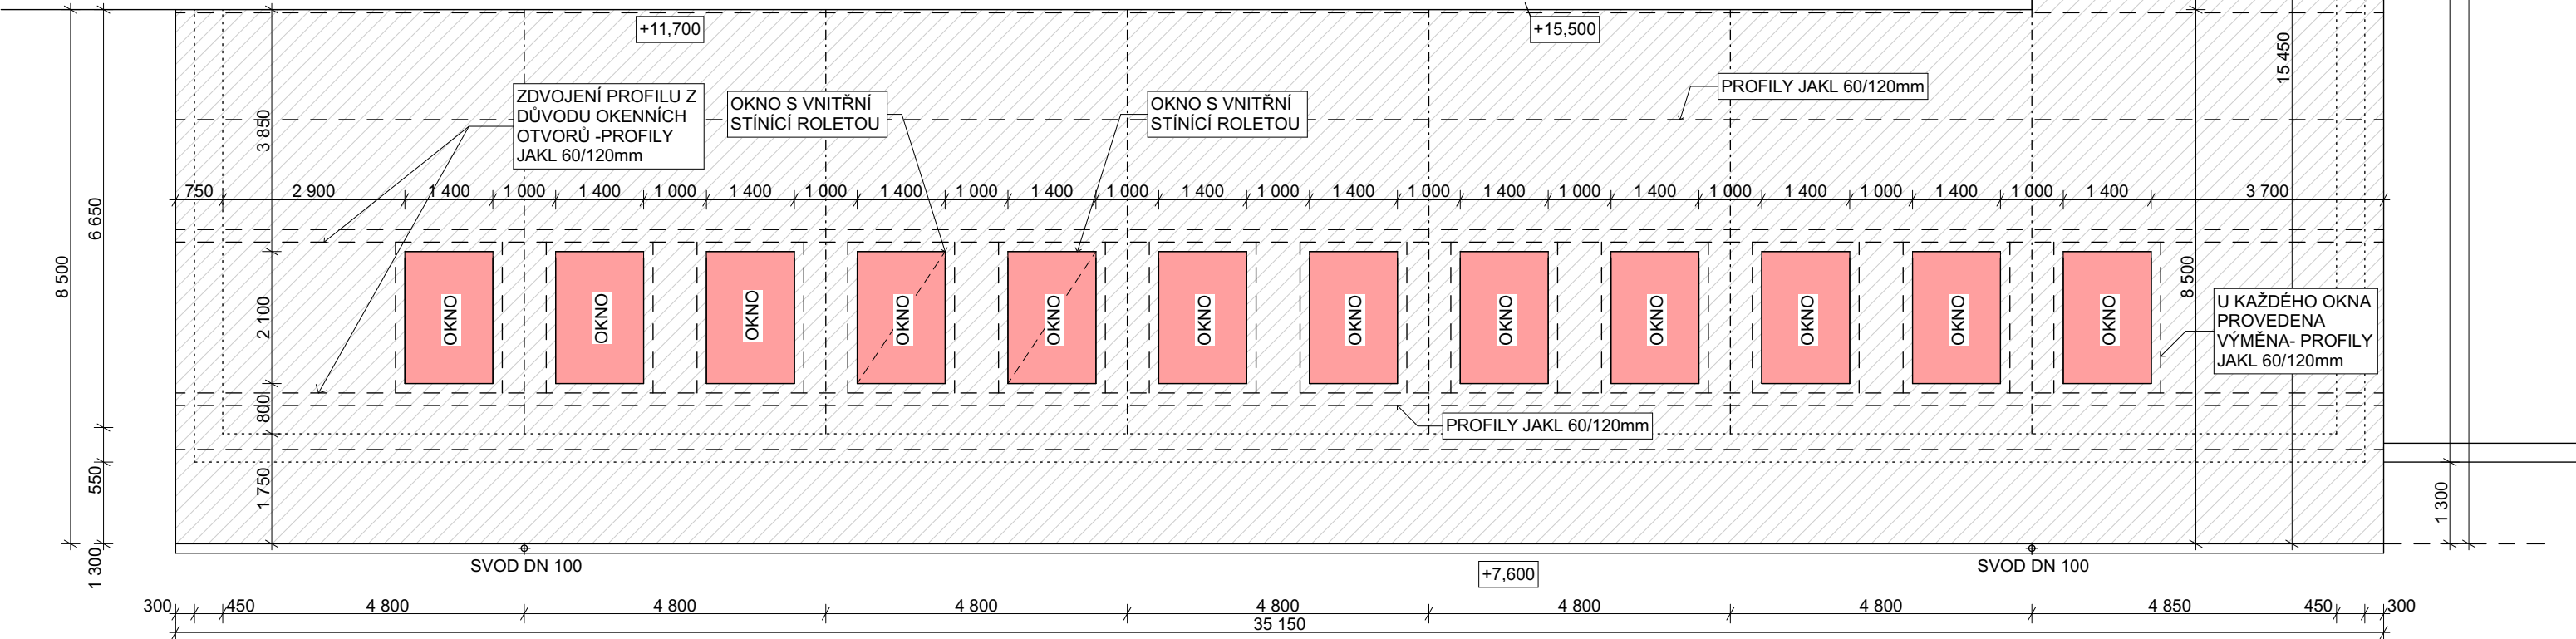 +11,700
+15,500
15 450
PROFILY JAKL 60/120mm
ZDVOJENÍ PROFILU Z
DŮVODU OKENNÍCH
OTVORŮ -PROFILY
JAKL 60/120mm
OKNO S VNITŘNÍ
STÍNÍCÍ ROLETOU
OKNO S VNITŘNÍ
STÍNÍCÍ ROLETOU
3 850
750 2 900 1 400 1 000 1 400 1 000 1 400 1 000 1 400 1 000 1 400 1 000 1 400 1 000 1 400 1 000 1 400 1 000 1 400 1 000 1 400 1 000 1 400 1 000 1 400 3 700
6 650
8 500
8 500
2 100
OKNO OKNO OKNO OKNO OKNO OKNO OKNO OKNO OKNO OKNO OKNO OKNO
U KAŽDÉHO OKNA
PROVEDENA
VÝMĚNA- PROFILY
JAKL 60/120mm
800
PROFILY JAKL 60/120mm
550
1 750
1 300
1 300
SVOD DN 100
SVOD DN 100
+7,600
300 450 4 800 4 800 4 800 4 800 4 800 4 800 4 850 450 300
35 150